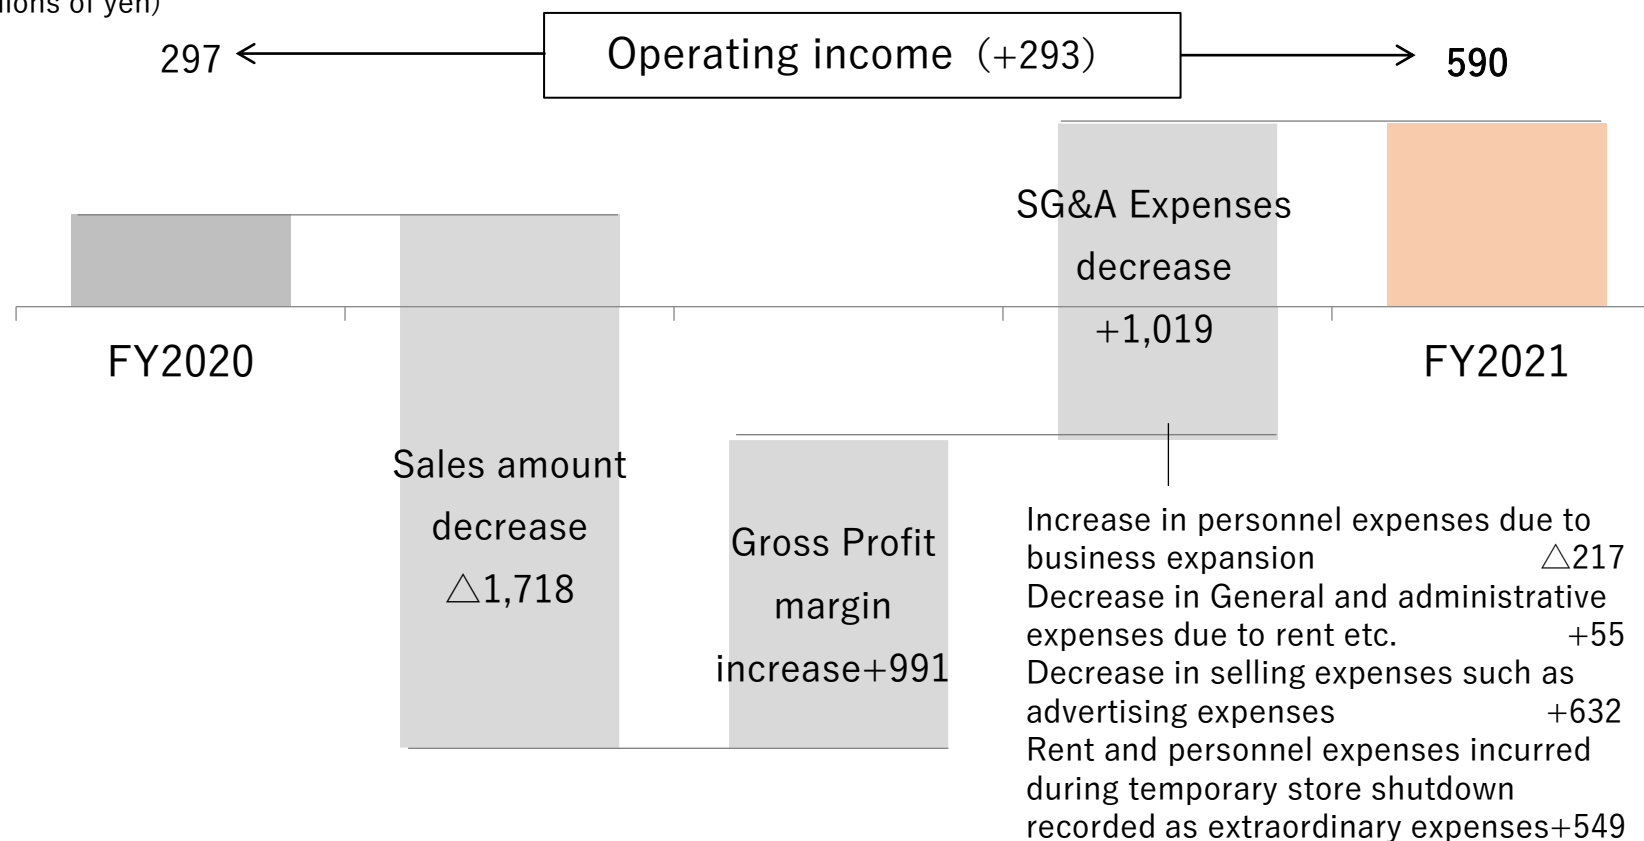 of yen)
Operating income (+293)
297
590
SG&A Expenses
decrease
+1,019
FY2020
FY2021
Sales amount
decrease
△1,718
Gross Profit
margin
increase+991
Increase in personnel expenses due to
business expansion △217
Decrease in General and administrative
expenses due to rent etc. +55
Decrease in selling expenses such as
advertising expenses +632
Rent and personnel expenses incurred
during temporary store shutdown
recorded as extraordinary expenses+549